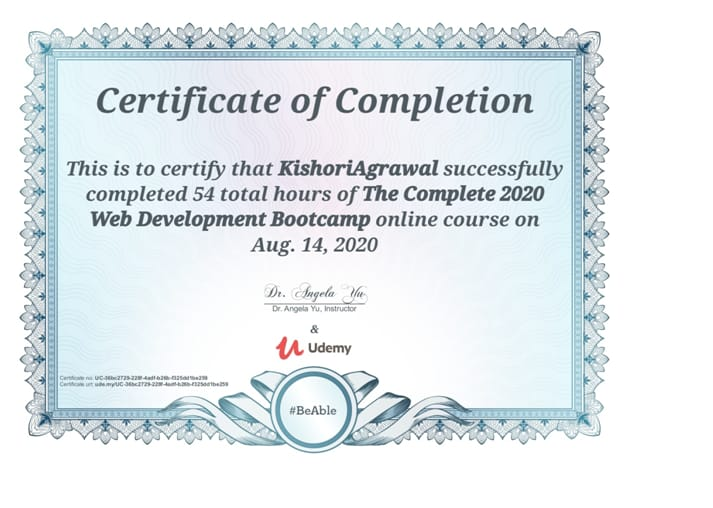 Certificate of Completion
This is to certify that KishoriAgrawal successfully
completed 54 total hours of The Complete 2020
Web Development Bootcamp online course on
Aug. 14, 2020
Dr. Angela Yu
Dr. Angela Yu, Instructor
&
Udemy
Certificate no: UC-36bc2729-228f-4adf-b26b-f325dd1be259
Certificate url: ude.my/UC-36bc2729-228f-4adf-b26b-f325dd1be259
#BeAble